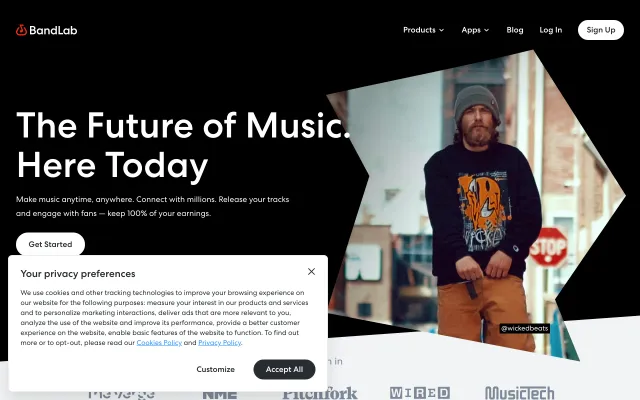 BandLab
Products Apps Blog Log In Sign Up
The Future of Music.
Here Today
Make music anytime, anywhere. Connect with millions. Release your tracks
and engage with fans — keep 100% of your earnings.
Get Started
STOP
@wickedbeats
Your privacy preferences
We use cookies and other tracking technologies to improve your browsing experience on
our website for the following purposes: measure your interest in our products and services
and to personalize marketing interactions, deliver ads that are more relevant to you,
analyze the use of the website and improve its performance, provide a better customer
experience on the website, enable basic features of the website to function. To find out
more or to opt-out, please read our Cookies Policy and Privacy Policy.
Customize Accept All
in
NME Pitchfork WIRED MusicTech